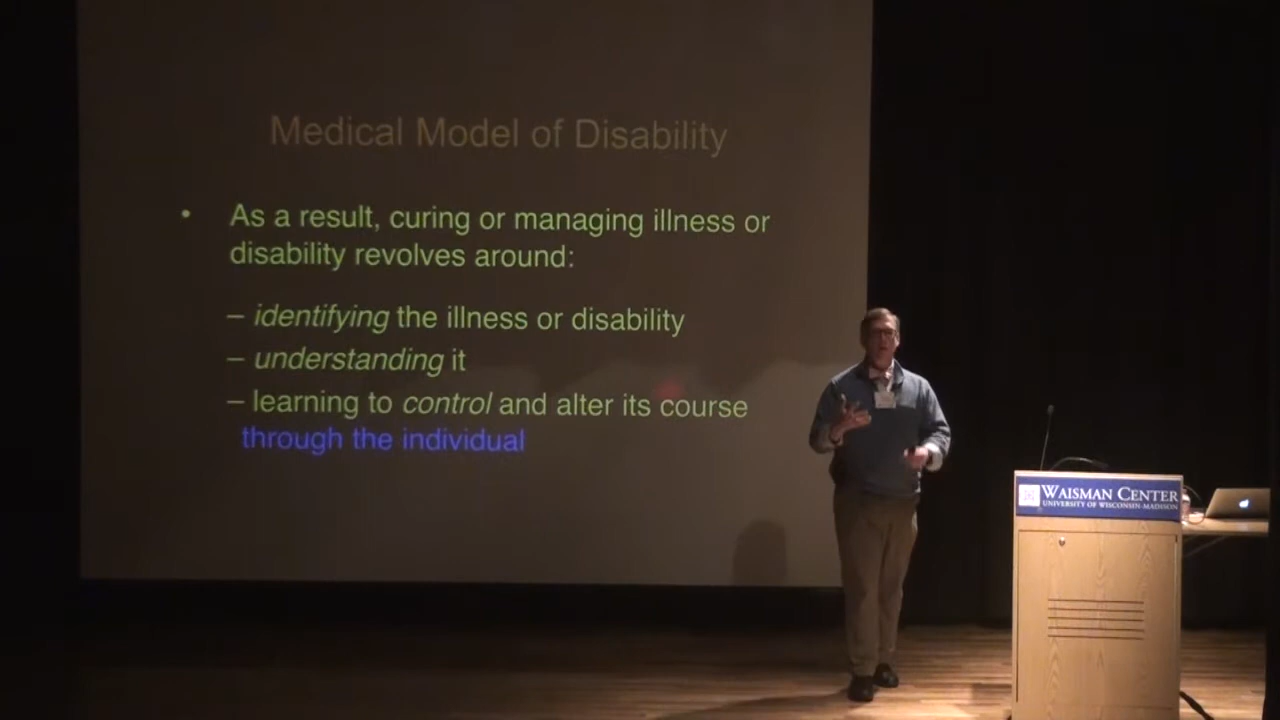 Medical Model of Disability
• As a result, curing or managing illness or
disability revolves around:
– identifying the illness or disability
– understanding it
– learning to control and alter its course
through the individual
WAISMAN CENTER
UNIVERSITY OF WISCONSIN-MADISON